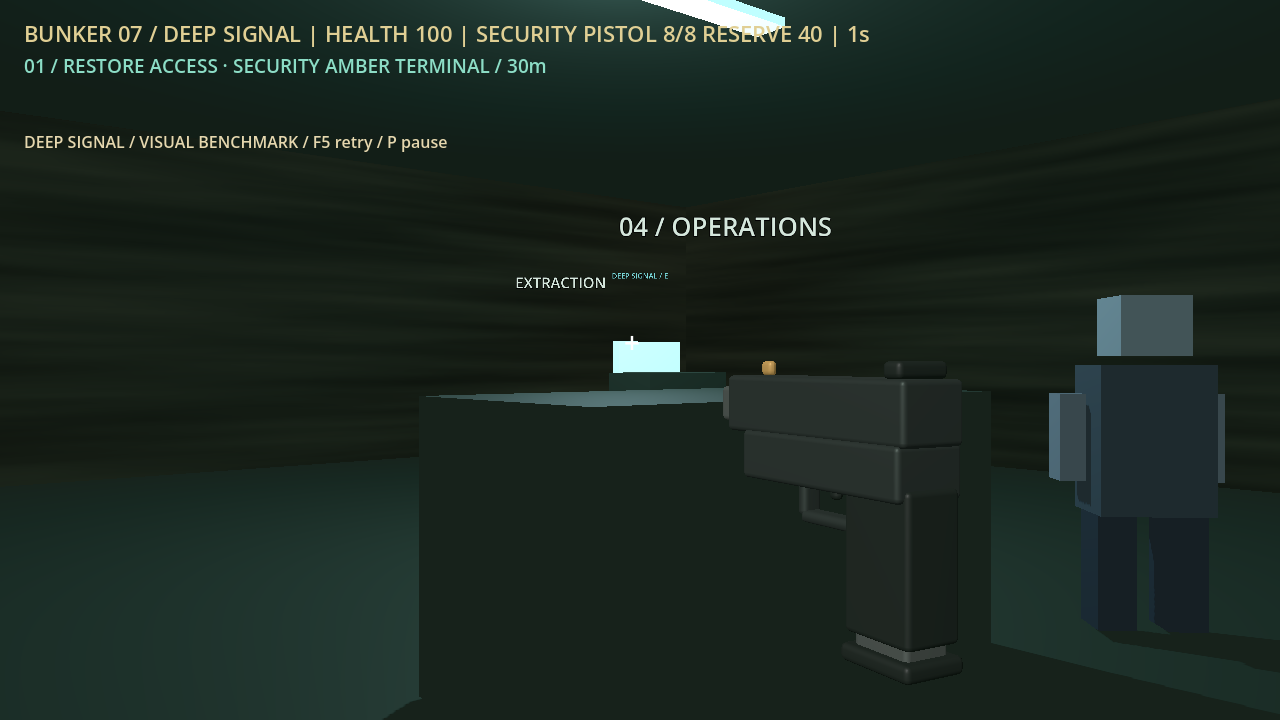 BUNKER 07 / DEEP SIGNAL | HEALTH 100 | SECURITY PISTOL 8/8 RESERVE 40 | 1s
01 / RESTORE ACCESS · SECURITY AMBER TERMINAL / 30m
DEEP SIGNAL / VISUAL BENCHMARK / F5 retry / P pause
04 / OPERATIONS
EXTRACTION
DEEP SIGNAL / E